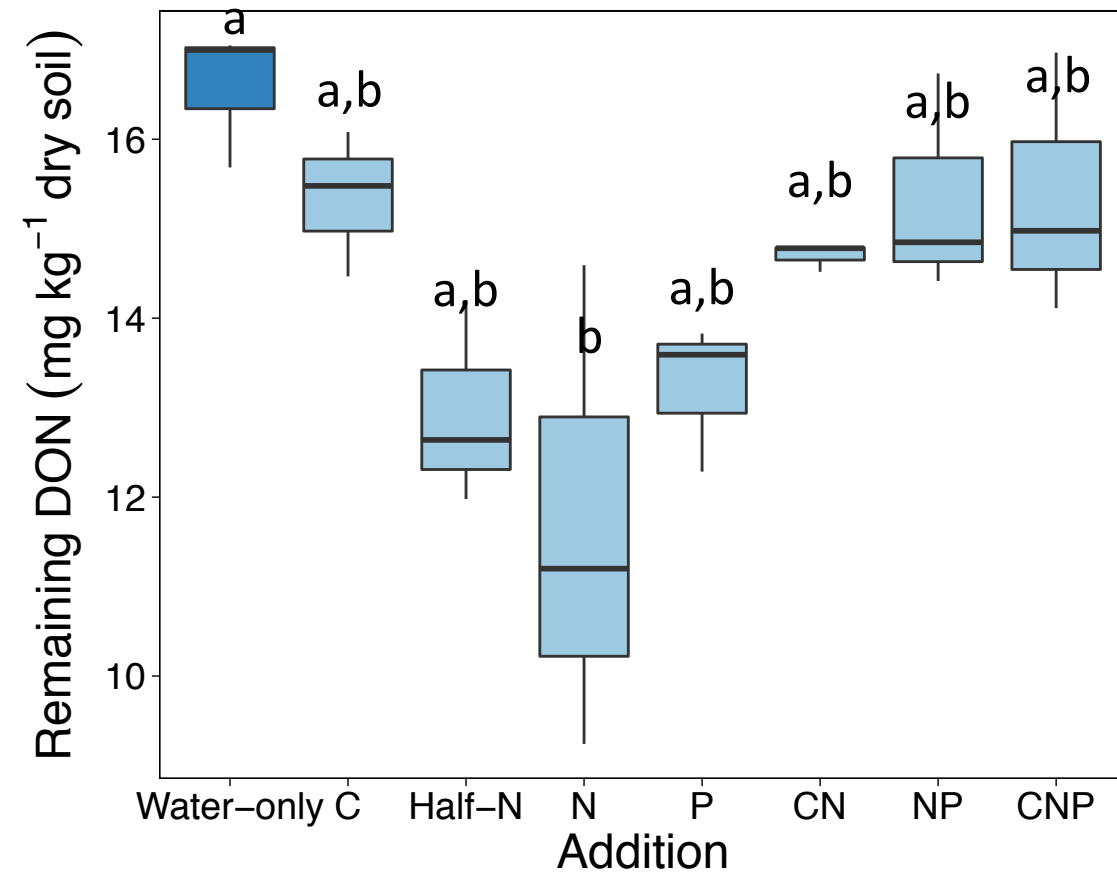 a
a,b
a,b
b
a,b
a,b
a,b
a,b
Remaining DON (mg kg⁻¹ dry soil)
16
14
12
10
Water−only C Half−N N P CN NP CNP
Addition